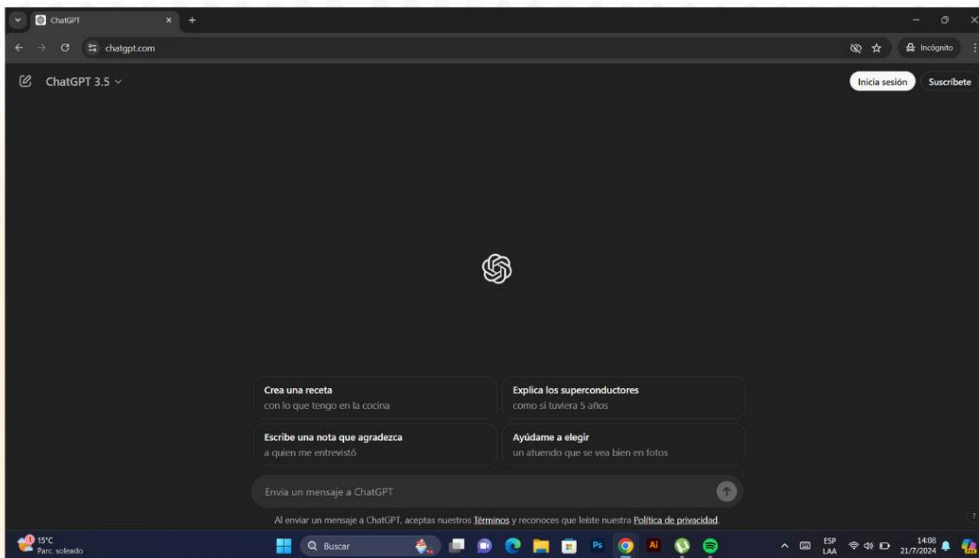 ChatGPT
chatgpt.com
Incógnito
ChatGPT 3.5
Inicia sesión
Suscríbete
Crea una receta
con lo que tengo en la cocina
Explica los superconductores
como si tuviera 5 años
Escribe una nota que agradezca
a quien me entrevistó
Ayúdame a elegir
un atuendo que se vea bien en fotos
Envía un mensaje a ChatGPT
Al enviar un mensaje a ChatGPT, aceptas nuestros Términos y reconoces que leíste nuestra Política de privacidad.
?
15°C
Parc. soleado
Buscar
Ps
Ai
ESP
LAA
14:08
21/7/2024